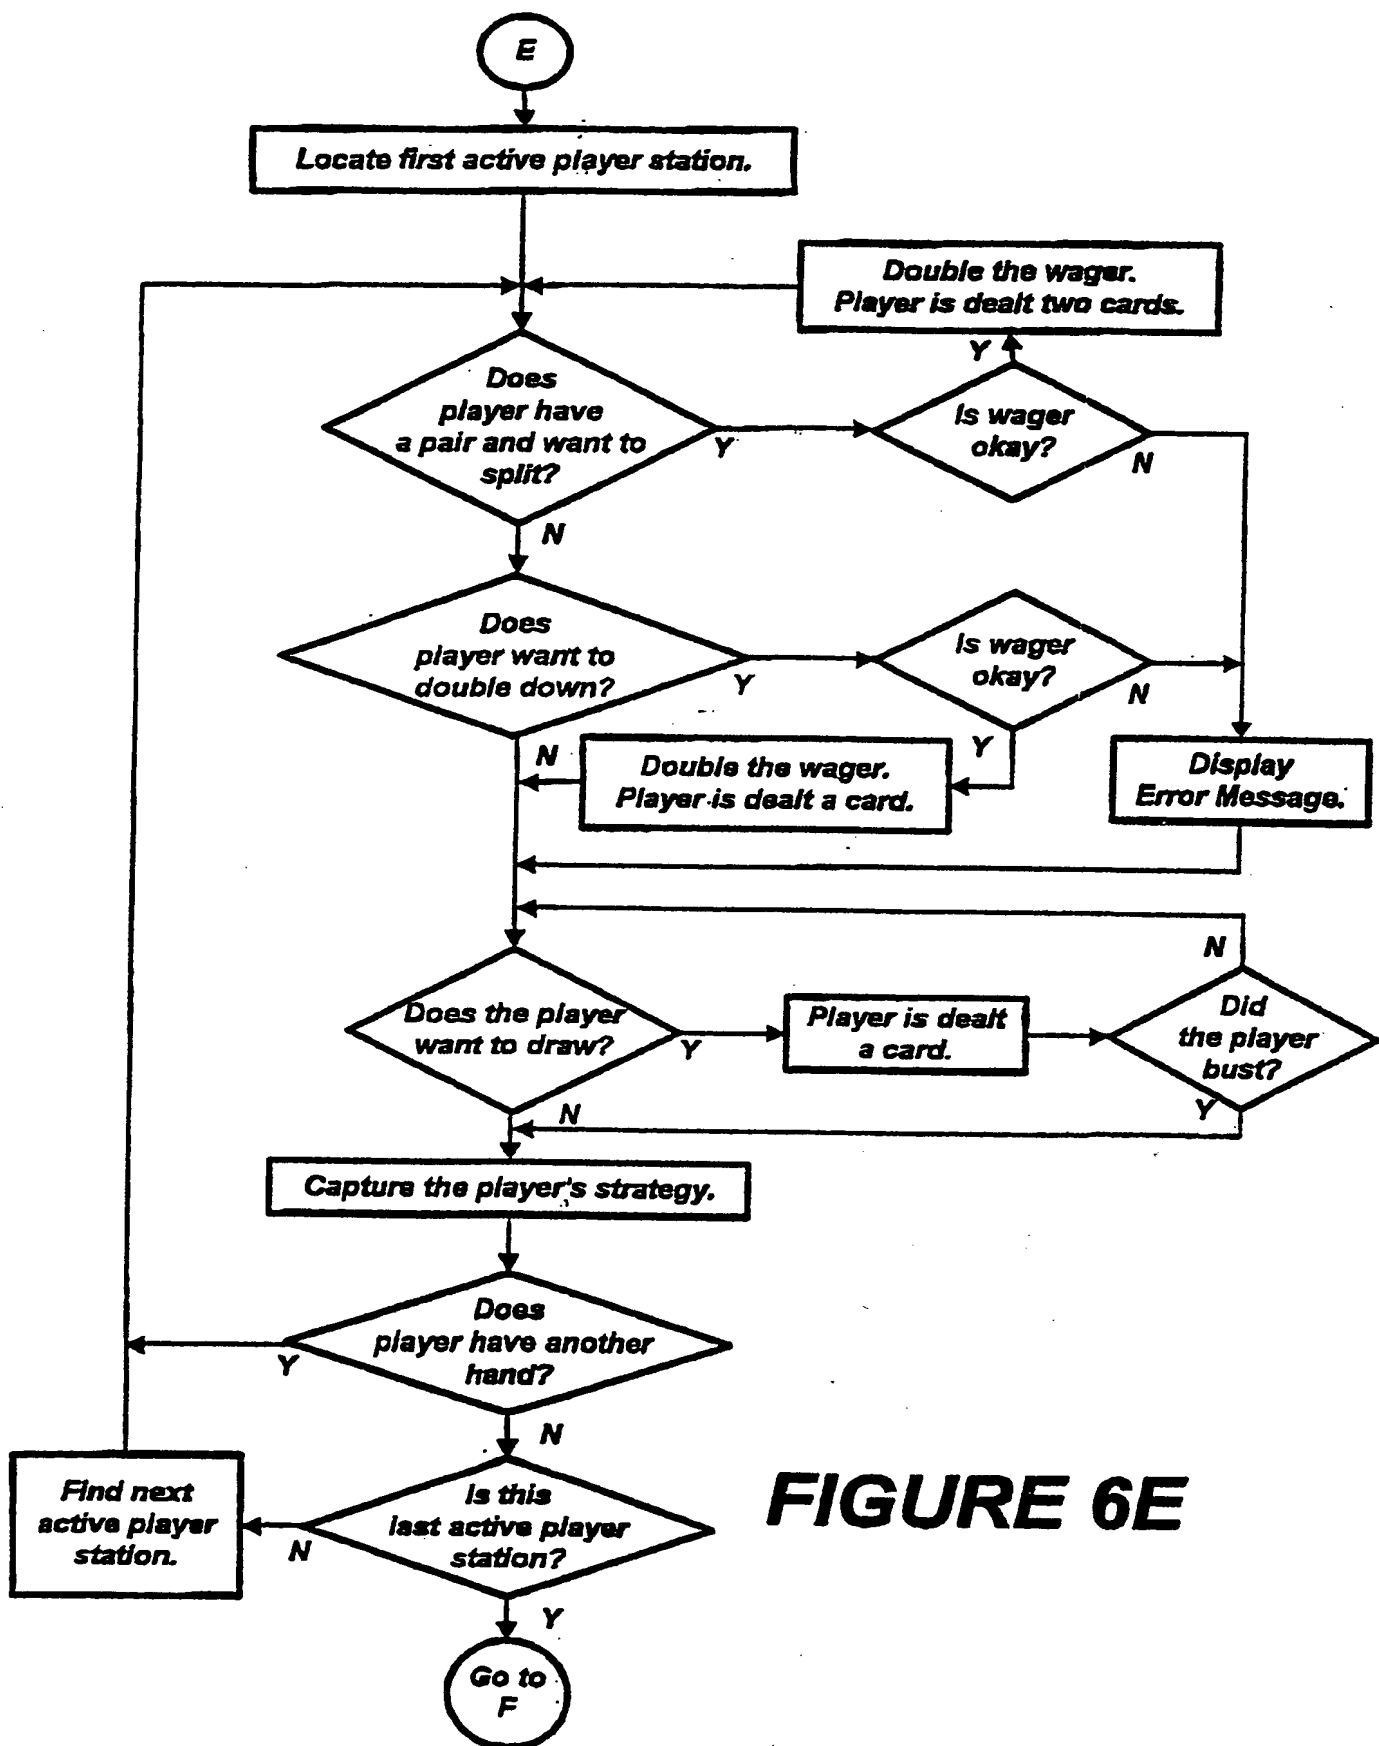 E
Locate first active player station.
Double the wager.
Player is dealt two cards.
Y
Does
player have
a pair and want to
split?
Y
Is wager
okay?
N
N
Does
player want to
double down?
Y
Is wager
okay?
N
Y
N
Double the wager.
Player is dealt a card.
Display
Error Message.
N
Does the player
want to draw?
Y
Player is dealt
a card.
Did
the player
bust?
Y
N
Capture the player's strategy.
Does
player have another
hand?
Y
N
Find next
active player
station.
N
Is this
last active player
station?
Y
Go to
F
FIGURE 6E